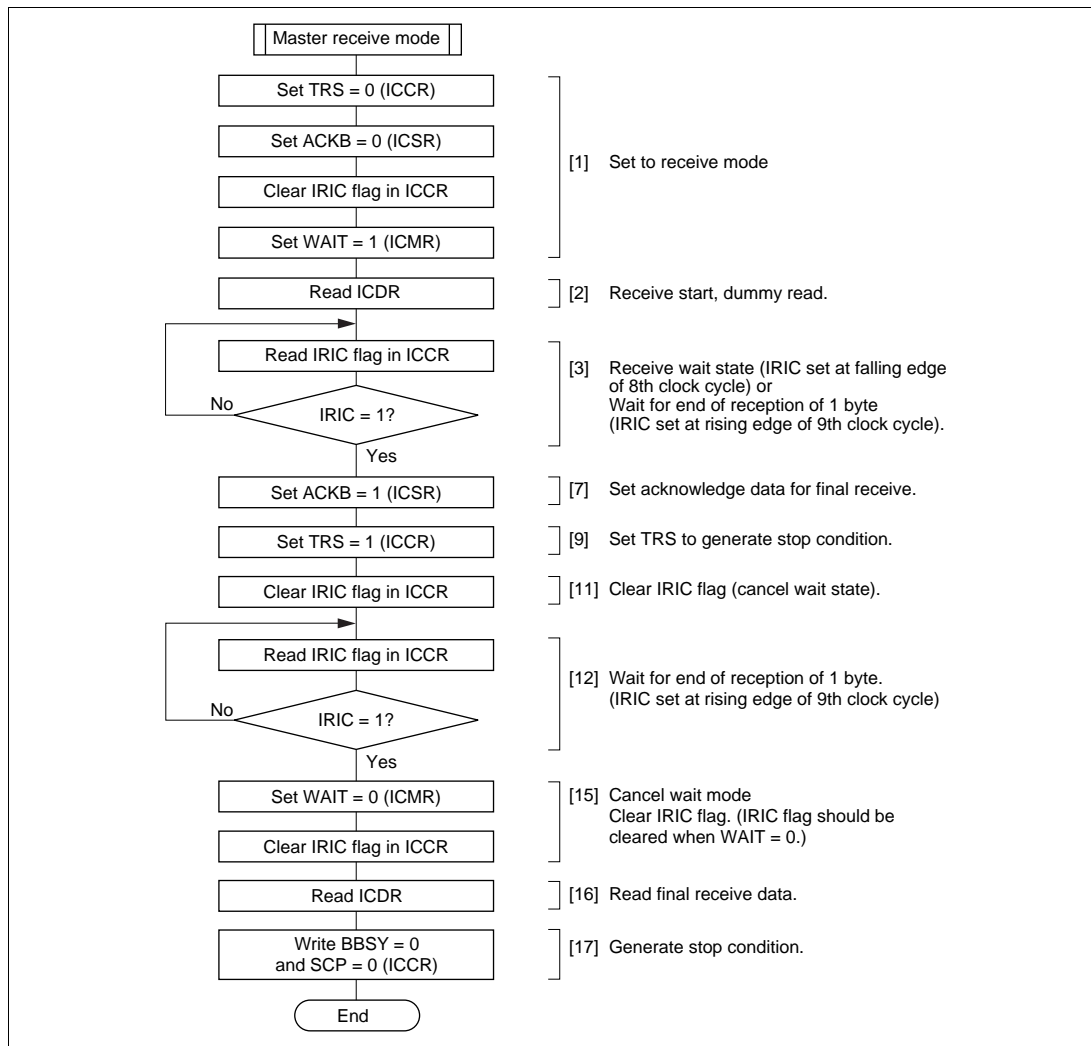 Master receive mode
Set TRS = 0 (ICCR)
Set ACKB = 0 (ICSR)
[1] Set to receive mode
Clear IRIC flag in ICCR
Set WAIT = 1 (ICMR)
Read ICDR
[2] Receive start, dummy read.
Read IRIC flag in ICCR
[3] Receive wait state (IRIC set at falling edge
of 8th clock cycle) or
Wait for end of reception of 1 byte
(IRIC set at rising edge of 9th clock cycle).
No
IRIC = 1?
Yes
Set ACKB = 1 (ICSR)
[7] Set acknowledge data for final receive.
Set TRS = 1 (ICCR)
[9] Set TRS to generate stop condition.
Clear IRIC flag in ICCR
[11] Clear IRIC flag (cancel wait state).
Read IRIC flag in ICCR
[12] Wait for end of reception of 1 byte.
(IRIC set at rising edge of 9th clock cycle)
No
IRIC = 1?
Yes
Set WAIT = 0 (ICMR)
[15] Cancel wait mode
Clear IRIC flag. (IRIC flag should be
cleared when WAIT = 0.)
Clear IRIC flag in ICCR
Read ICDR
[16] Read final receive data.
Write BBSY = 0
and SCP = 0 (ICCR)
[17] Generate stop condition.
End